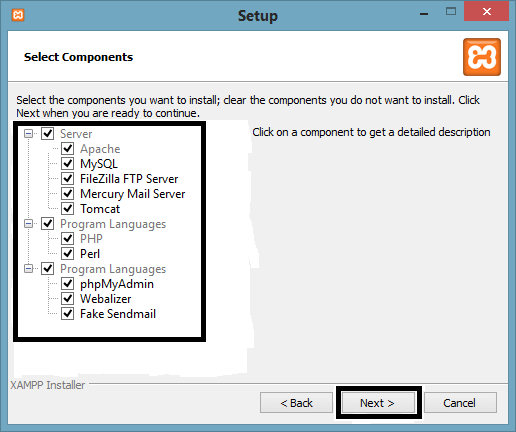 Setup
Select Components
Select the components you want to install; clear the components you do not want to install. Click
Next when you are ready to continue.
Server
Apache
MySQL
FileZilla FTP Server
Mercury Mail Server
Tomcat
Program Languages
PHP
Perl
Program Languages
phpMyAdmin
Webalizer
Fake Sendmail
Click on a component to get a detailed description
XAMPP Installer
< Back
Next >
Cancel